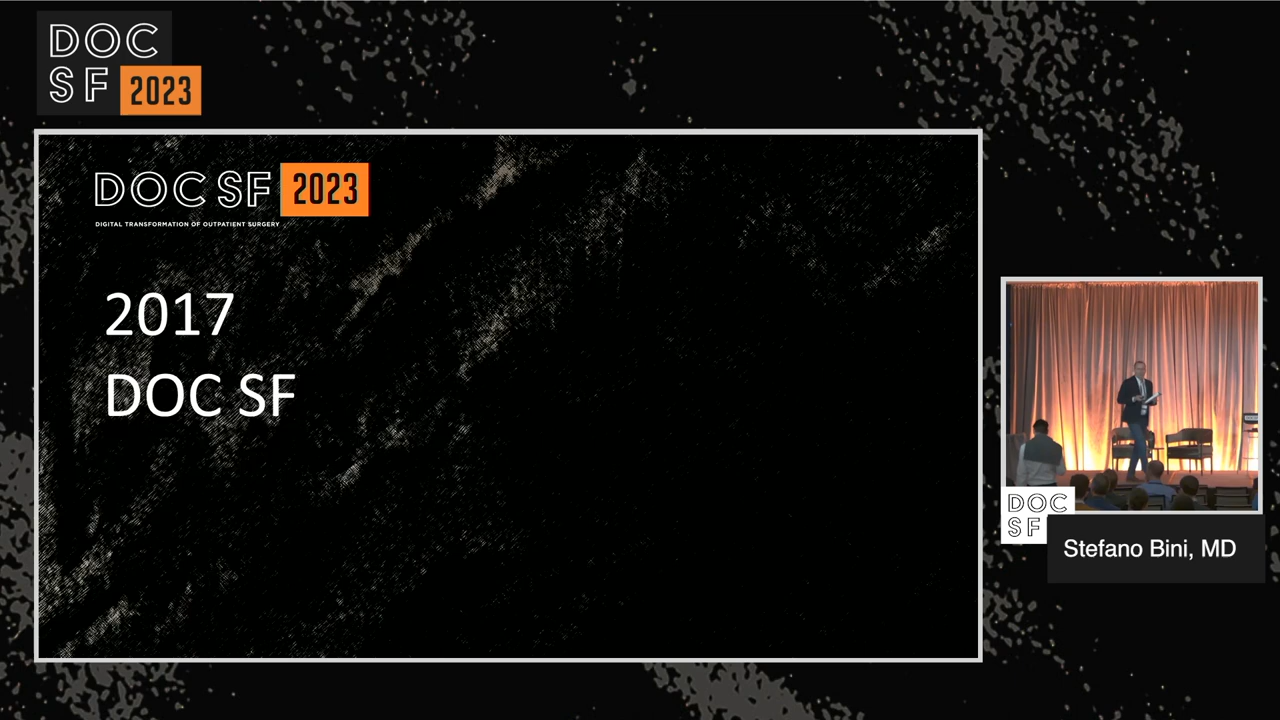 DOC
SF 2023
DOC SF 2023
DIGITAL TRANSFORMATION OF OUTPATIENT SURGERY
2017
DOC SF
DOC
SF
Stefano Bini, MD